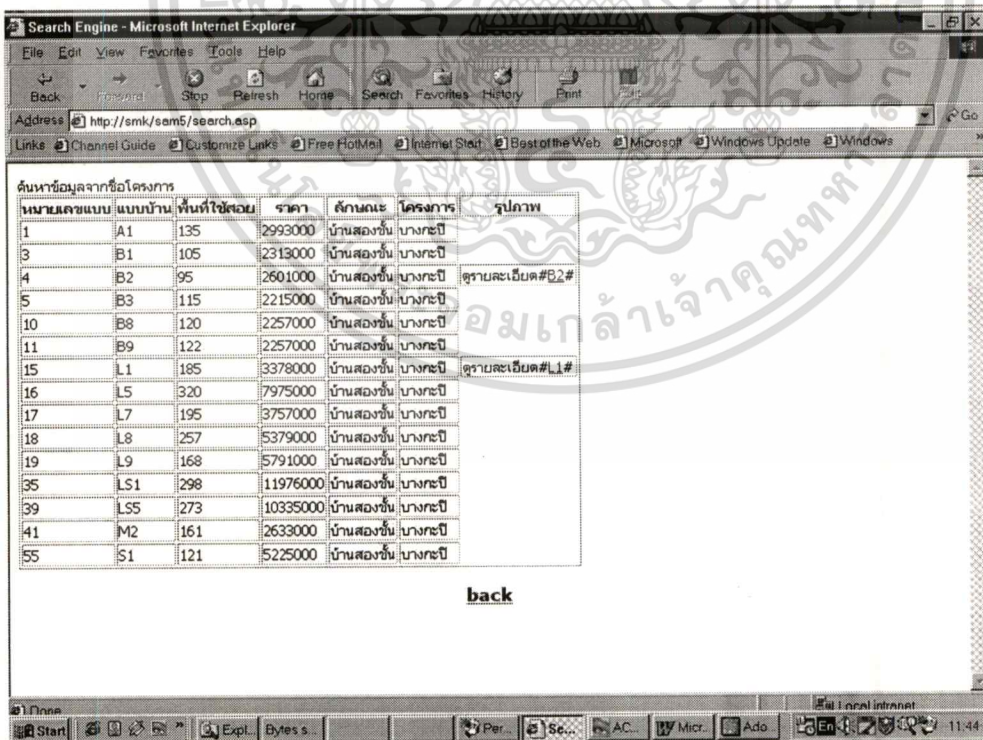 Search Engine - Microsoft Internet Explorer
File Edit View Favorites Tools Help
Back Forward Stop Refresh Home Search Favorites History Print Edit
Address http://smk/sam5/search.asp Go
Links Channel Guide Customize Links Free HotMail Internet Start Best of the Web Microsoft Windows Update Windows
ค้นหาข้อมูลจากชื่อโครงการ
หมายเลขแบบ แบบบ้าน พื้นที่ใช้สอย ราคา ลักษณะ โครงการ รูปภาพ
1 A1 135 2993000 บ้านสองชั้น บางกะปิ
3 B1 105 2313000 บ้านสองชั้น บางกะปิ
4 B2 95 2601000 บ้านสองชั้น บางกะปิ ดูรายละเอียด#B2#
5 B3 115 2215000 บ้านสองชั้น บางกะปิ
10 B8 120 2257000 บ้านสองชั้น บางกะปิ
11 B9 122 2257000 บ้านสองชั้น บางกะปิ
15 L1 185 3378000 บ้านสองชั้น บางกะปิ ดูรายละเอียด#L1#
16 L5 320 7975000 บ้านสองชั้น บางกะปิ
17 L7 195 3757000 บ้านสองชั้น บางกะปิ
18 L8 257 5379000 บ้านสองชั้น บางกะปิ
19 L9 168 5791000 บ้านสองชั้น บางกะปิ
35 LS1 298 11976000 บ้านสองชั้น บางกะปิ
39 LS5 273 10335000 บ้านสองชั้น บางกะปิ
41 M2 161 2633000 บ้านสองชั้น บางกะปิ
55 S1 121 5225000 บ้านสองชั้น บางกะปิ
back
Done Local intranet
Start Expl... Bytes s... Per... Se... AC... Micr... Ado... En 11:44